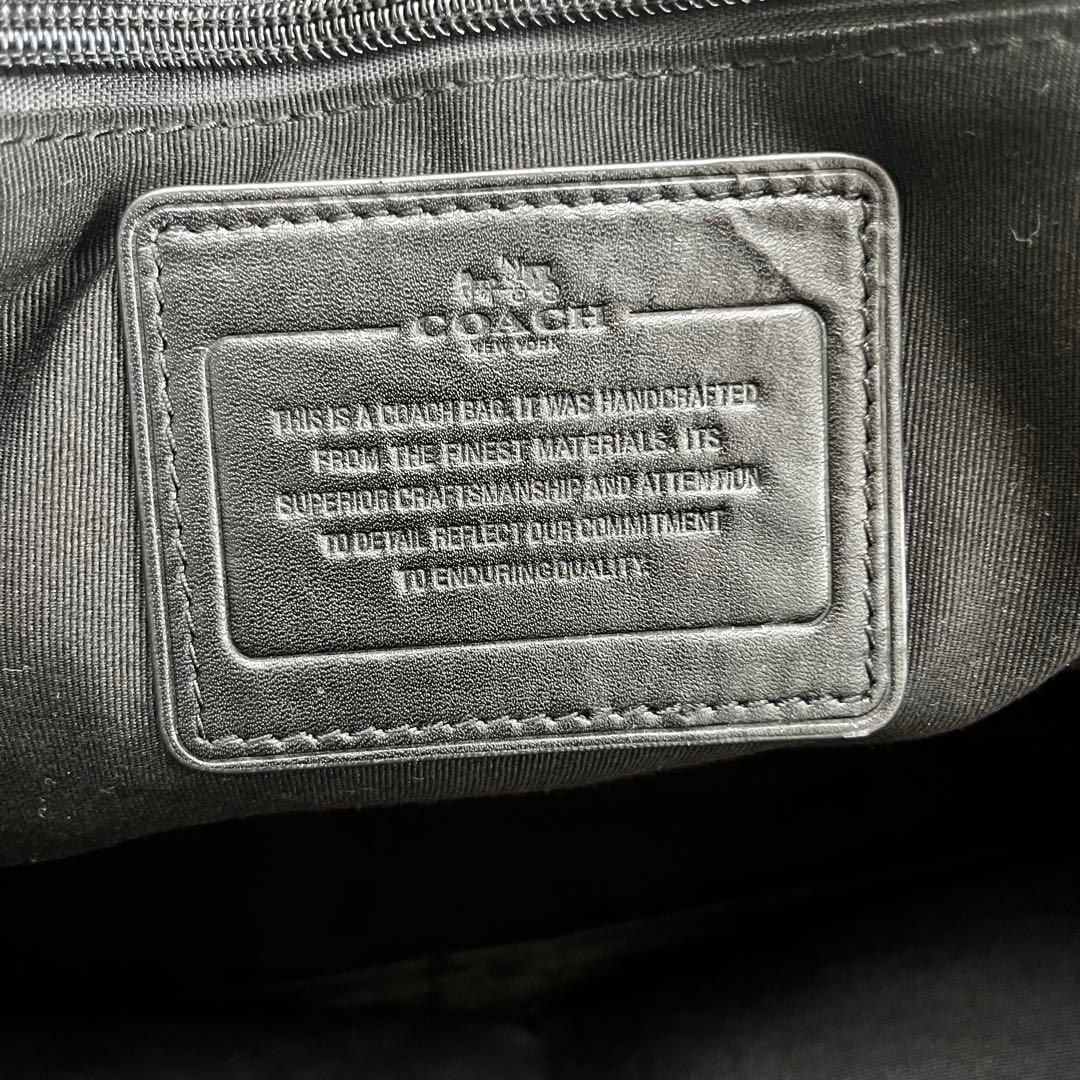 COACH
NEW YORK
THIS IS A COACH BAG. IT WAS HANDCRAFTED
FROM THE FINEST MATERIALS. ITS
SUPERIOR CRAFTSMANSHIP AND ATTENTION
TO DETAIL REFLECT OUR COMMITMENT
TO ENDURING QUALITY.